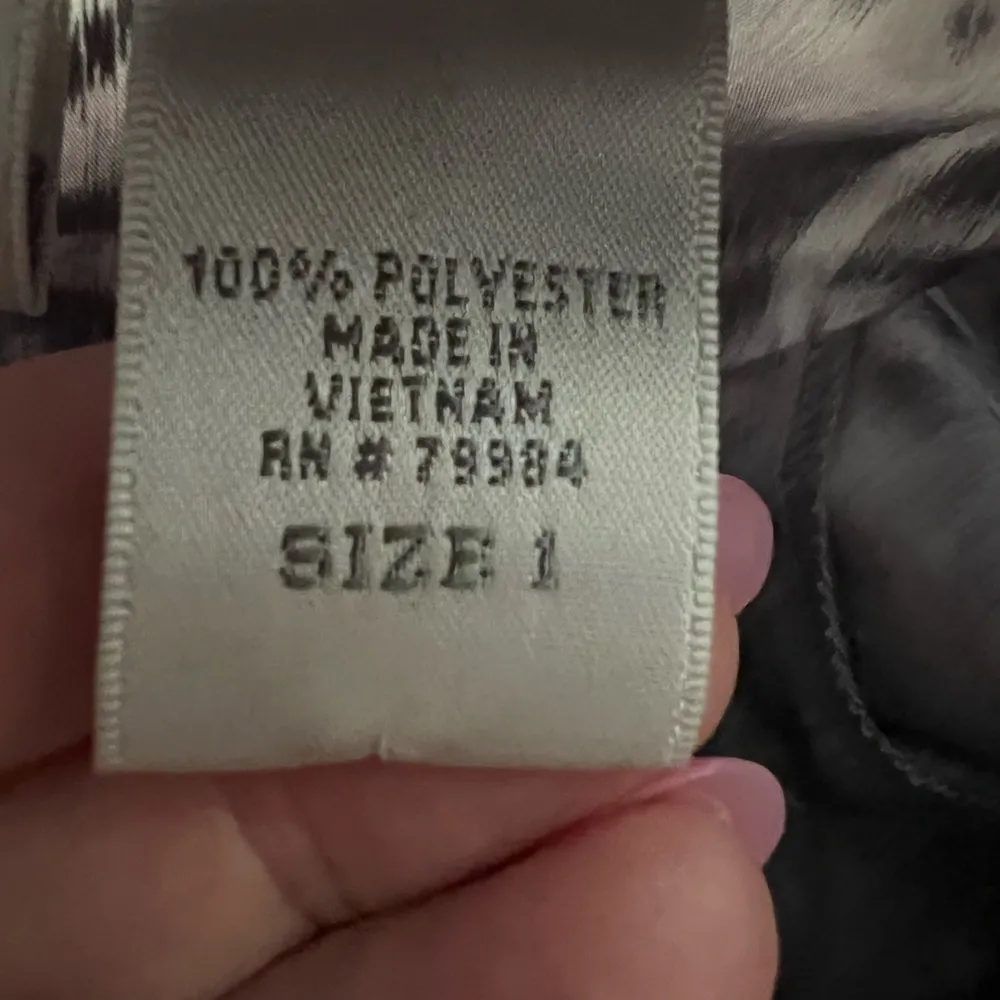 100% POLYESTER
MADE IN
VIETNAM
RN # 79984
SIZE 1